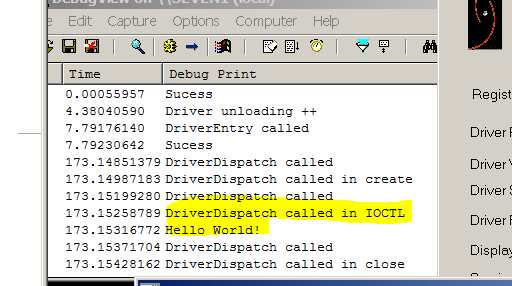 DebugView on \\SEVEN1 (local)
Edit Capture Options Computer Help
Time Debug Print
0.00055957 Sucess
4.38040590 Driver unloading ++
7.79176140 DriverEntry called
7.79230642 Sucess
173.14851379 DriverDispatch called
173.14987183 DriverDispatch called in create
173.15199280 DriverDispatch called
173.15258789 DriverDispatch called in IOCTL
173.15316772 Hello World!
173.15371704 DriverDispatch called
173.15428162 DriverDispatch called in close
Regist
Driver
Driver
Driver S
Driver F
Display